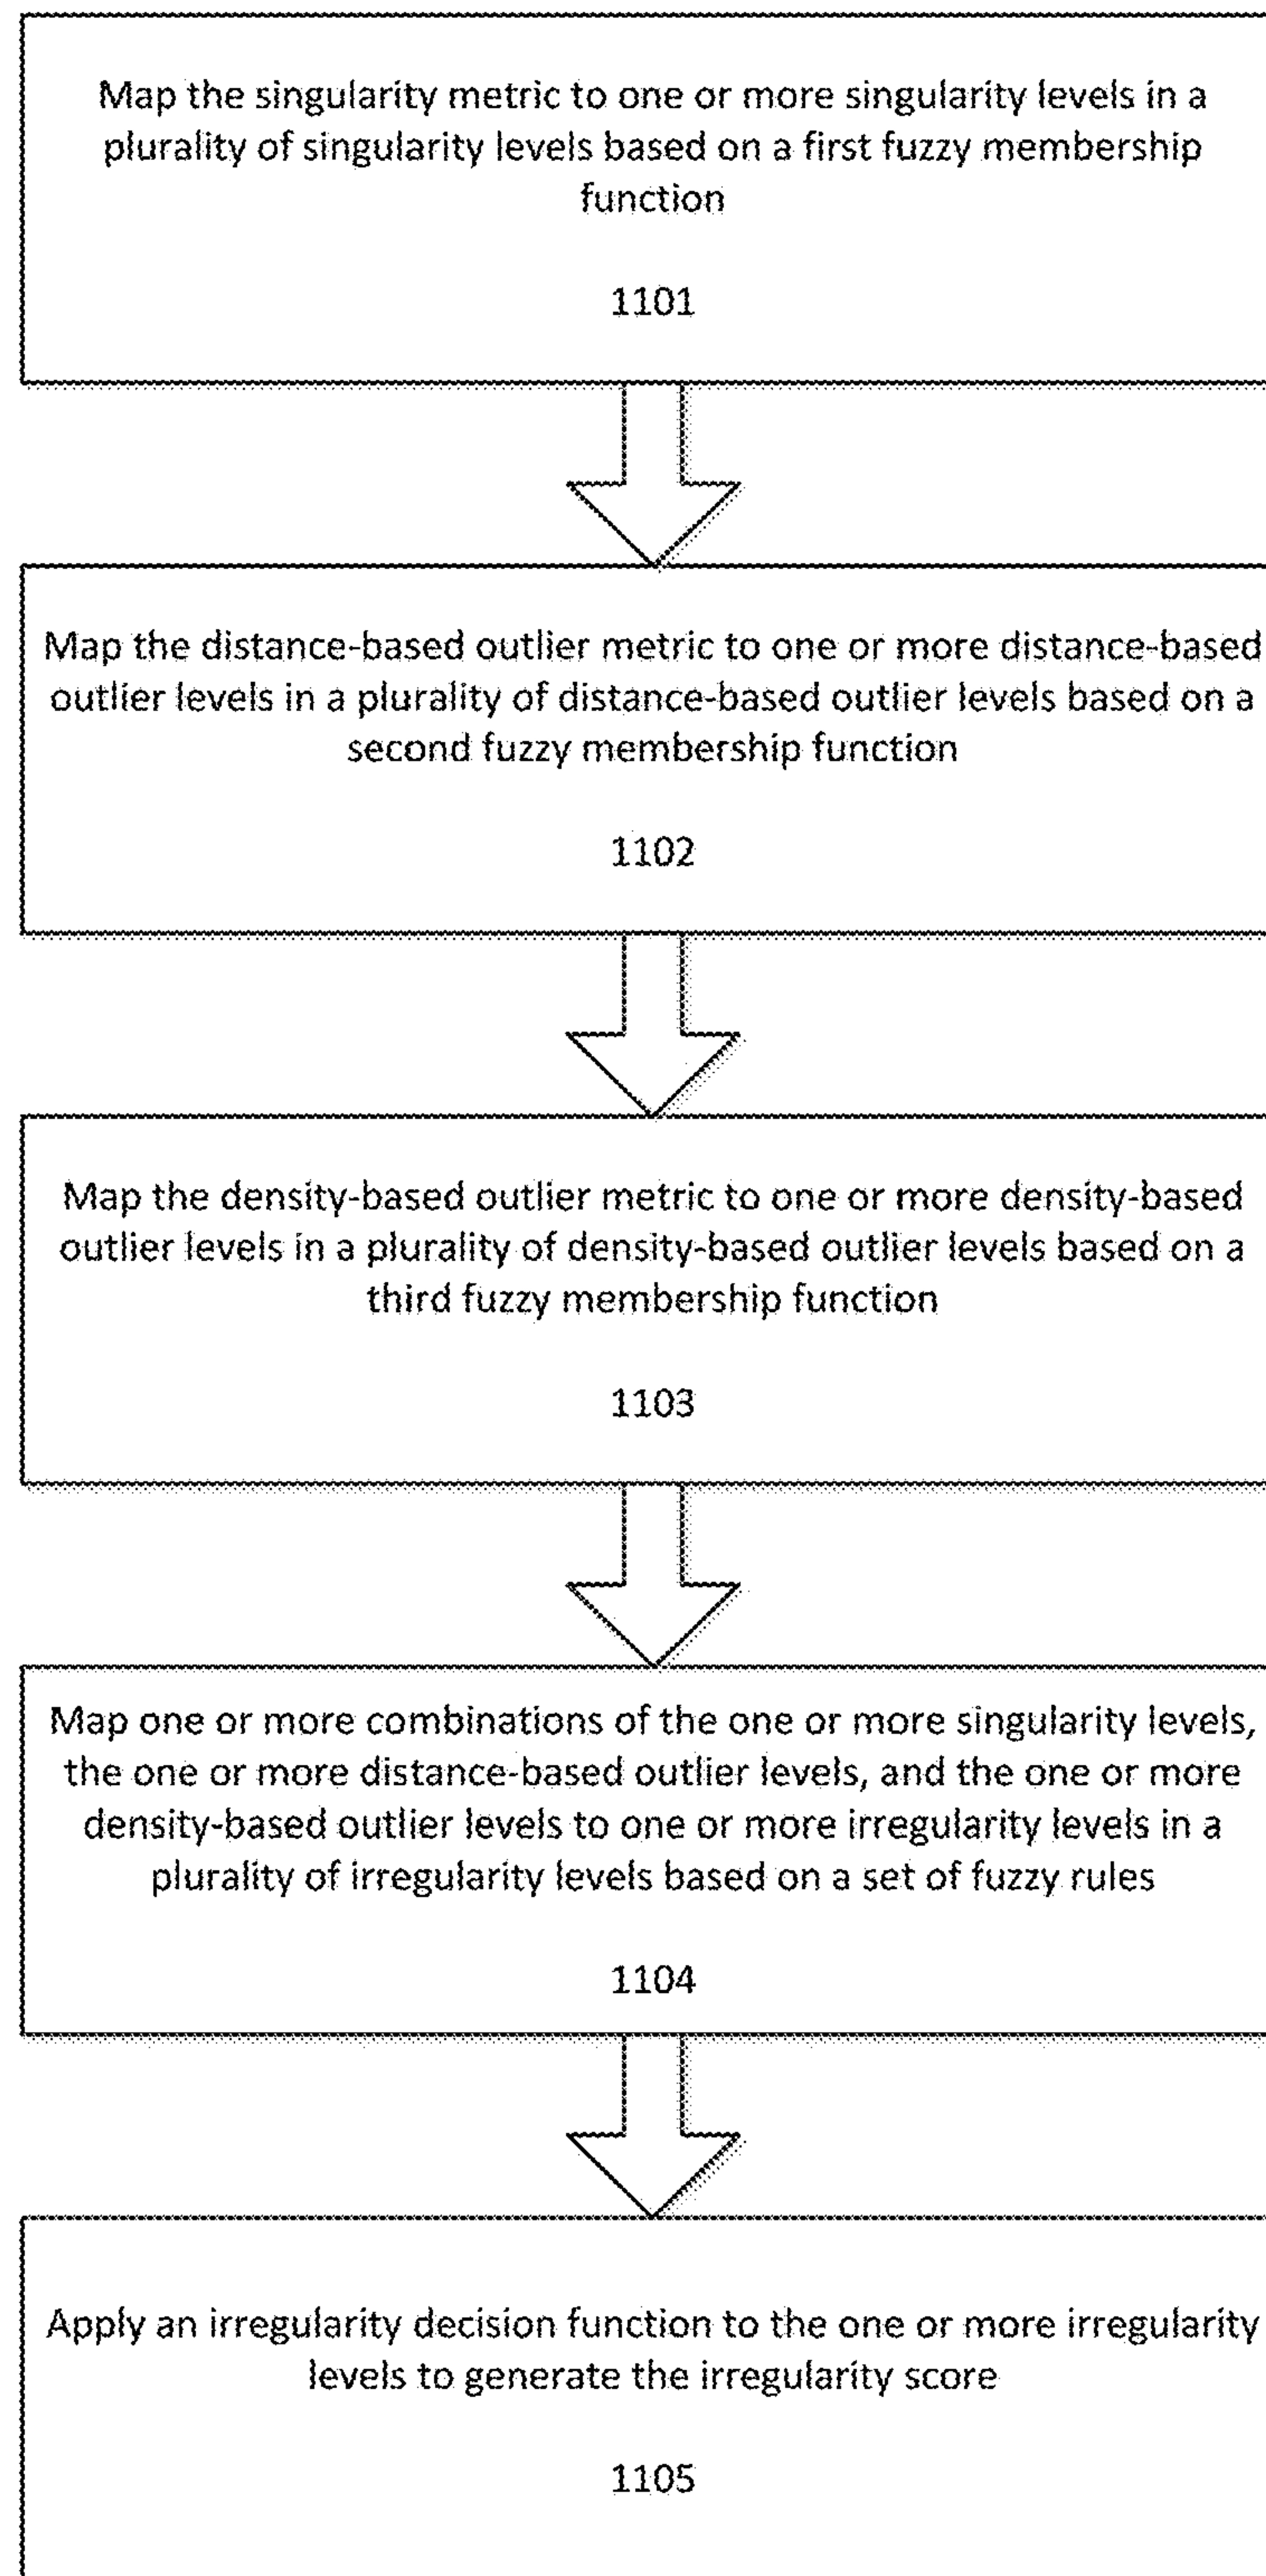 Map the singularity metric to one or more singularity levels in a
plurality of singularity levels based on a first fuzzy membership
function
1101
Map the distance-based outlier metric to one or more distance-based
outlier levels in a plurality of distance-based outlier levels based on a
second fuzzy membership function
1102
Map the density-based outlier metric to one or more density-based
outlier levels in a plurality of density-based outlier levels based on a
third fuzzy membership function
1103
Map one or more combinations of the one or more singularity levels,
the one or more distance-based outlier levels, and the one or more
density-based outlier levels to one or more irregularity levels in a
plurality of irregularity levels based on a set of fuzzy rules
1104
Apply an irregularity decision function to the one or more irregularity
levels to generate the irregularity score
1105